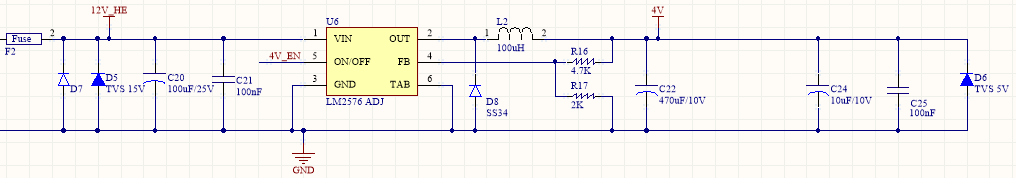 12V_HE
4V
U6
L2
Fuse
2
1
VIN
OUT
2
1
2
F2
100uH
R16
4V_EN
5
ON/OFF
FB
4
4.7K
D7
D5
TVS 15V
C20
100uF/25V
C21
100nF
3
GND
TAB
6
R17
2K
C22
470uF/10V
C24
10uF/10V
C25
100nF
D6
TVS 5V
LM2576 ADJ
D8
SS34
GND